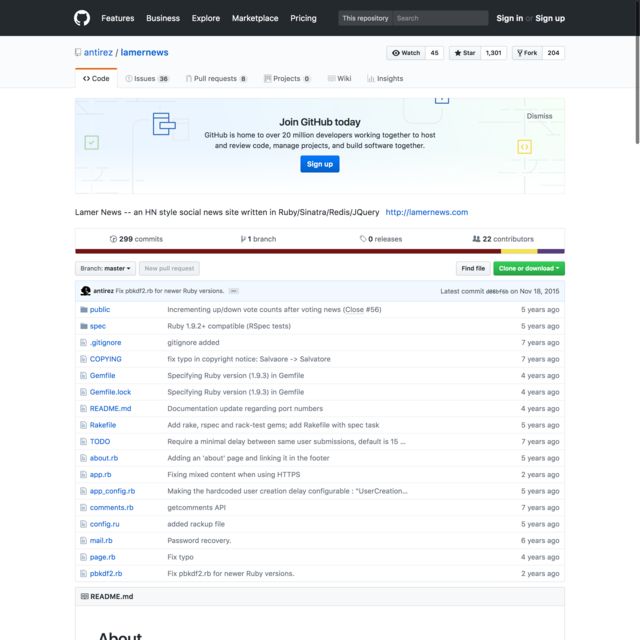 Features Business Explore Marketplace Pricing This repository Search Sign in or Sign up
antirez / lamernews Watch 45 Star 1,301 Fork 204
Code Issues 36 Pull requests 8 Projects 0 Wiki Insights
Dismiss
Join GitHub today
GitHub is home to over 20 million developers working together to host
and review code, manage projects, and build software together.
Sign up
Lamer News -- an HN style social news site written in Ruby/Sinatra/Redis/JQuery http://lamernews.com
299 commits 1 branch 0 releases 22 contributors
Branch: master New pull request Find file Clone or download
antirez Fix pbkdf2.rb for newer Ruby versions. Latest commit on Nov 18, 2015
public Incrementing up/down vote counts after voting news (Close #56) 5 years ago
spec Ruby 1.9.2+ compatible (RSpec tests) 5 years ago
.gitignore gitignore added 7 years ago
COPYING fix typo in copyright notice: Salvaore -> Salvatore 7 years ago
Gemfile Specifying Ruby version (1.9.3) in Gemfile 4 years ago
Gemfile.lock Specifying Ruby version (1.9.3) in Gemfile 4 years ago
README.md Documentation update regarding port numbers 4 years ago
Rakefile Add rake, rspec and rack-test gems; add Rakefile with spec task 5 years ago
TODO Require a minimal delay between same user submissions, default is 15 ... 7 years ago
about.rb Adding an 'about' page and linking it in the footer 5 years ago
app.rb Fixing mixed content when using HTTPS 2 years ago
app_config.rb Making the hardcoded user creation delay configurable : "UserCreation... 5 years ago
comments.rb getcomments API 7 years ago
config.ru added rackup file 5 years ago
mail.rb Password recovery. 6 years ago
page.rb Fix typo 4 years ago
pbkdf2.rb Fix pbkdf2.rb for newer Ruby versions. 2 years ago
README.md
About